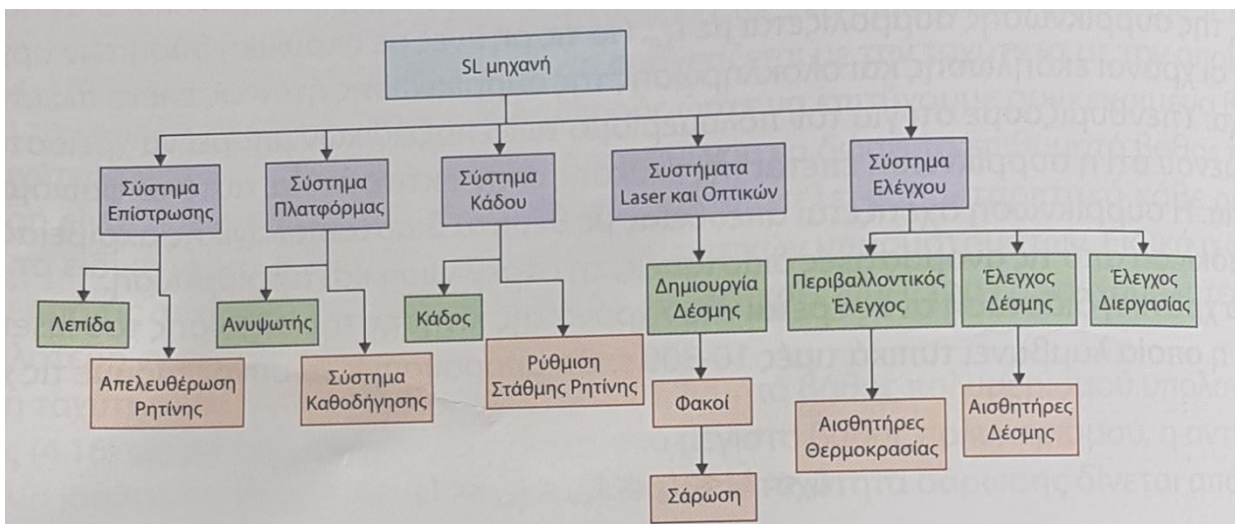 SL μηχανή
Σύστημα
Επίστρωσης
Σύστημα
Πλατφόρμας
Σύστημα
Κάδου
Συστήματα
Laser και Οπτικών
Σύστημα
Ελέγχου
Λεπίδα
Ανυψωτής
Κάδος
Δημιουργία
Δέσμης
Περιβαλλοντικός
Έλεγχος
Έλεγχος
Δέσμης
Έλεγχος
Διεργασίας
Απελευθέρωση
Ρητίνης
Σύστημα
Καθοδήγησης
Ρύθμιση
Στάθμης Ρητίνης
Φακοί
Αισθητήρες
Θερμοκρασίας
Αισθητήρες
Δέσμης
Σάρωση